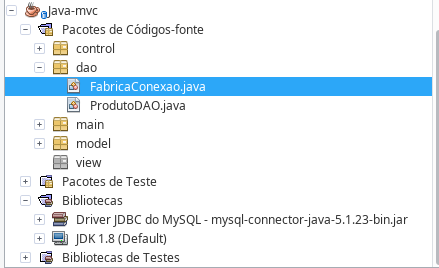 Java-mvc
Pacotes de Códigos-fonte
control
dao
FabricaConexao.java
ProdutoDAO.java
main
model
view
Pacotes de Teste
Bibliotecas
Driver JDBC do MySQL - mysql-connector-java-5.1.23-bin.jar
JDK 1.8 (Default)
Bibliotecas de Testes